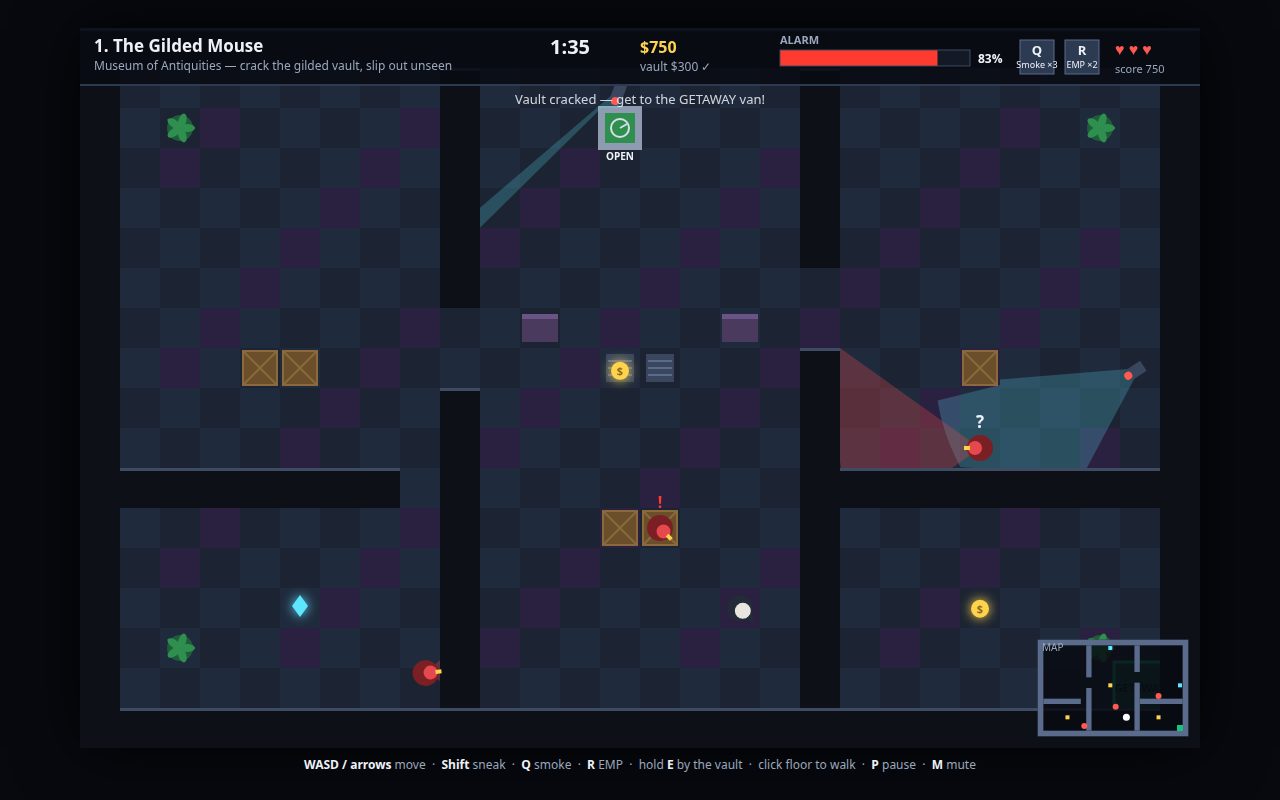 1. The Gilded Mouse
Museum of Antiquities — crack the gilded vault, slip out unseen
1:35
$750
vault $300 ✓
ALARM
83%
Q
Smoke ×3
R
EMP ×2
♥ ♥ ♥
score 750
Vault cracked — get to the GETAWAY van!
OPEN
$
?
!
$
MAP
WASD / arrows move · Shift sneak · Q smoke · R EMP · hold E by the vault · click floor to walk · P pause · M mute